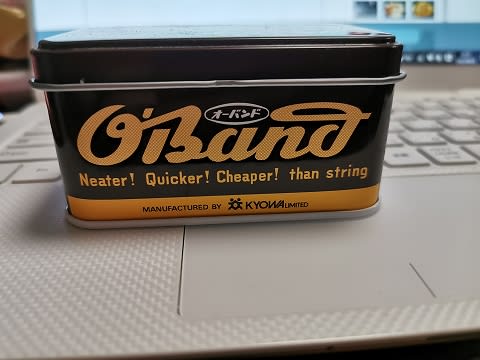 O'Band
オーバンド
Neater! Quicker! Cheaper! than string
MANUFACTURED BY KYOWA LIMITED